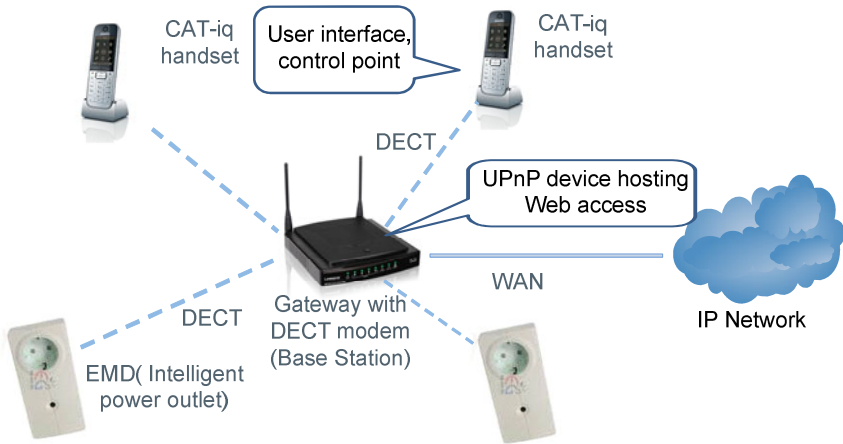 CAT-iq
handset
User interface,
control point
CAT-iq
handset
DECT
UPnP device hosting
Web access
WAN
IP Network
Gateway with
DECT modem
(Base Station)
DECT
EMD( Intelligent
power outlet)